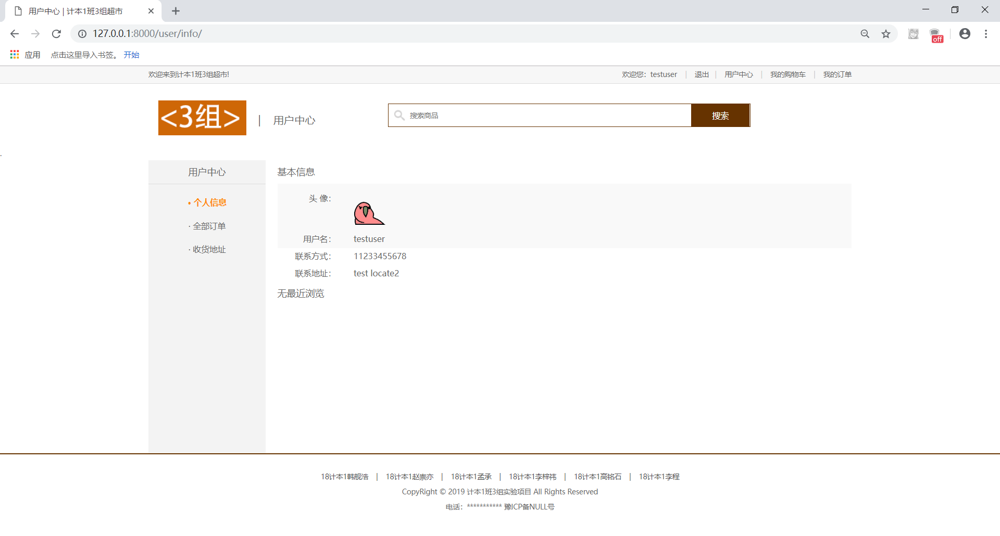 用户中心 | 计本1班3组超市
127.0.0.1:8000/user/info/
off
应用 点击这里导入书签。 开始
欢迎来到计本1班3组超市!
欢迎您：testuser | 退出 | 用户中心 | 我的购物车 | 我的订单
<3组> | 用户中心
搜索商品 搜索
用户中心
• 个人信息
· 全部订单
· 收货地址
基本信息
头 像：
用户名： testuser
联系方式： 11233455678
联系地址： test locate2
无最近浏览
18计本1韩舰浩 | 18计本1赵崇亦 | 18计本1孟承 | 18计本1李梓祎 | 18计本1高铭石 | 18计本1李程
CopyRight © 2019 计本1班3组实验项目 All Rights Reserved
电话：*********** 豫ICP备NULL号